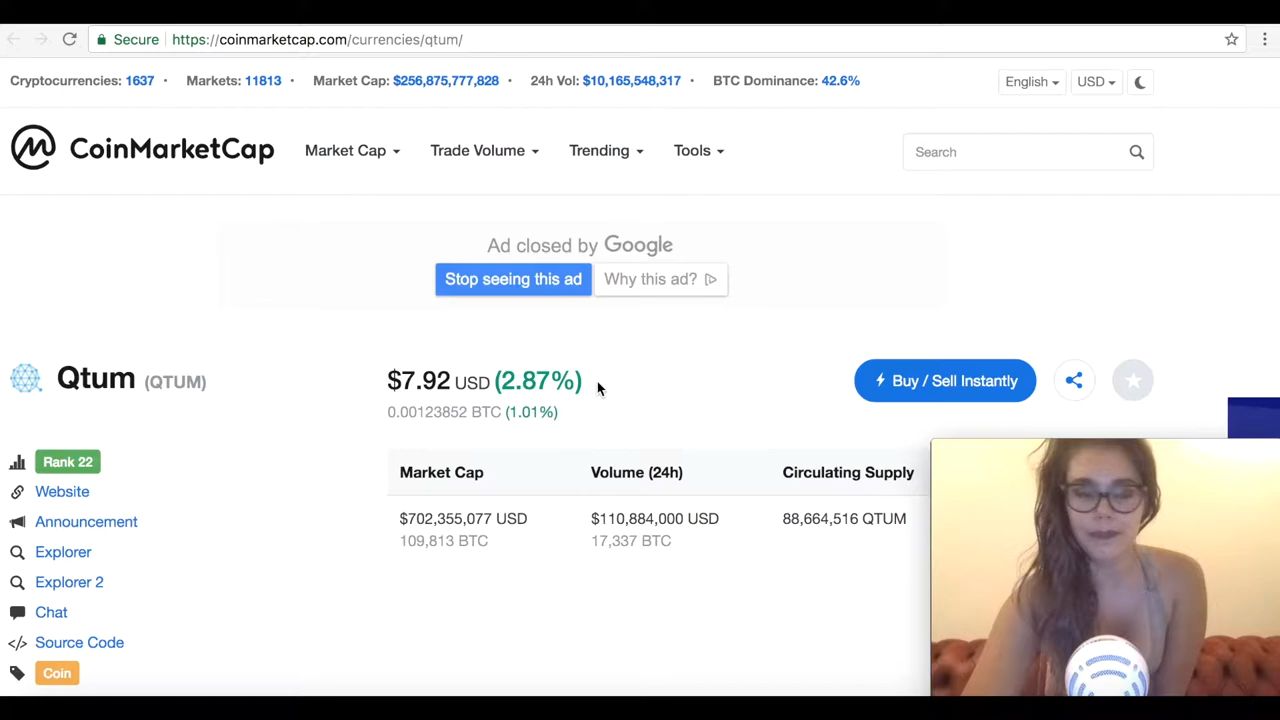 Secure https://coinmarketcap.com/currencies/qtum/
Cryptocurrencies: 1637 • Markets: 11813 • Market Cap: $256,875,777,828 • 24h Vol: $10,165,548,317 • BTC Dominance: 42.6% English USD
CoinMarketCap Market Cap Trade Volume Trending Tools Search
Ad closed by Google
Stop seeing this ad Why this ad?
Qtum (QTUM) $7.92 USD (2.87%) Buy / Sell Instantly
0.00123852 BTC (1.01%)
Rank 22
Website
Announcement
Explorer
Explorer 2
Chat
Source Code
Coin
Market Cap Volume (24h) Circulating Supply
$702,355,077 USD $110,884,000 USD 88,664,516 QTUM
109,813 BTC 17,337 BTC